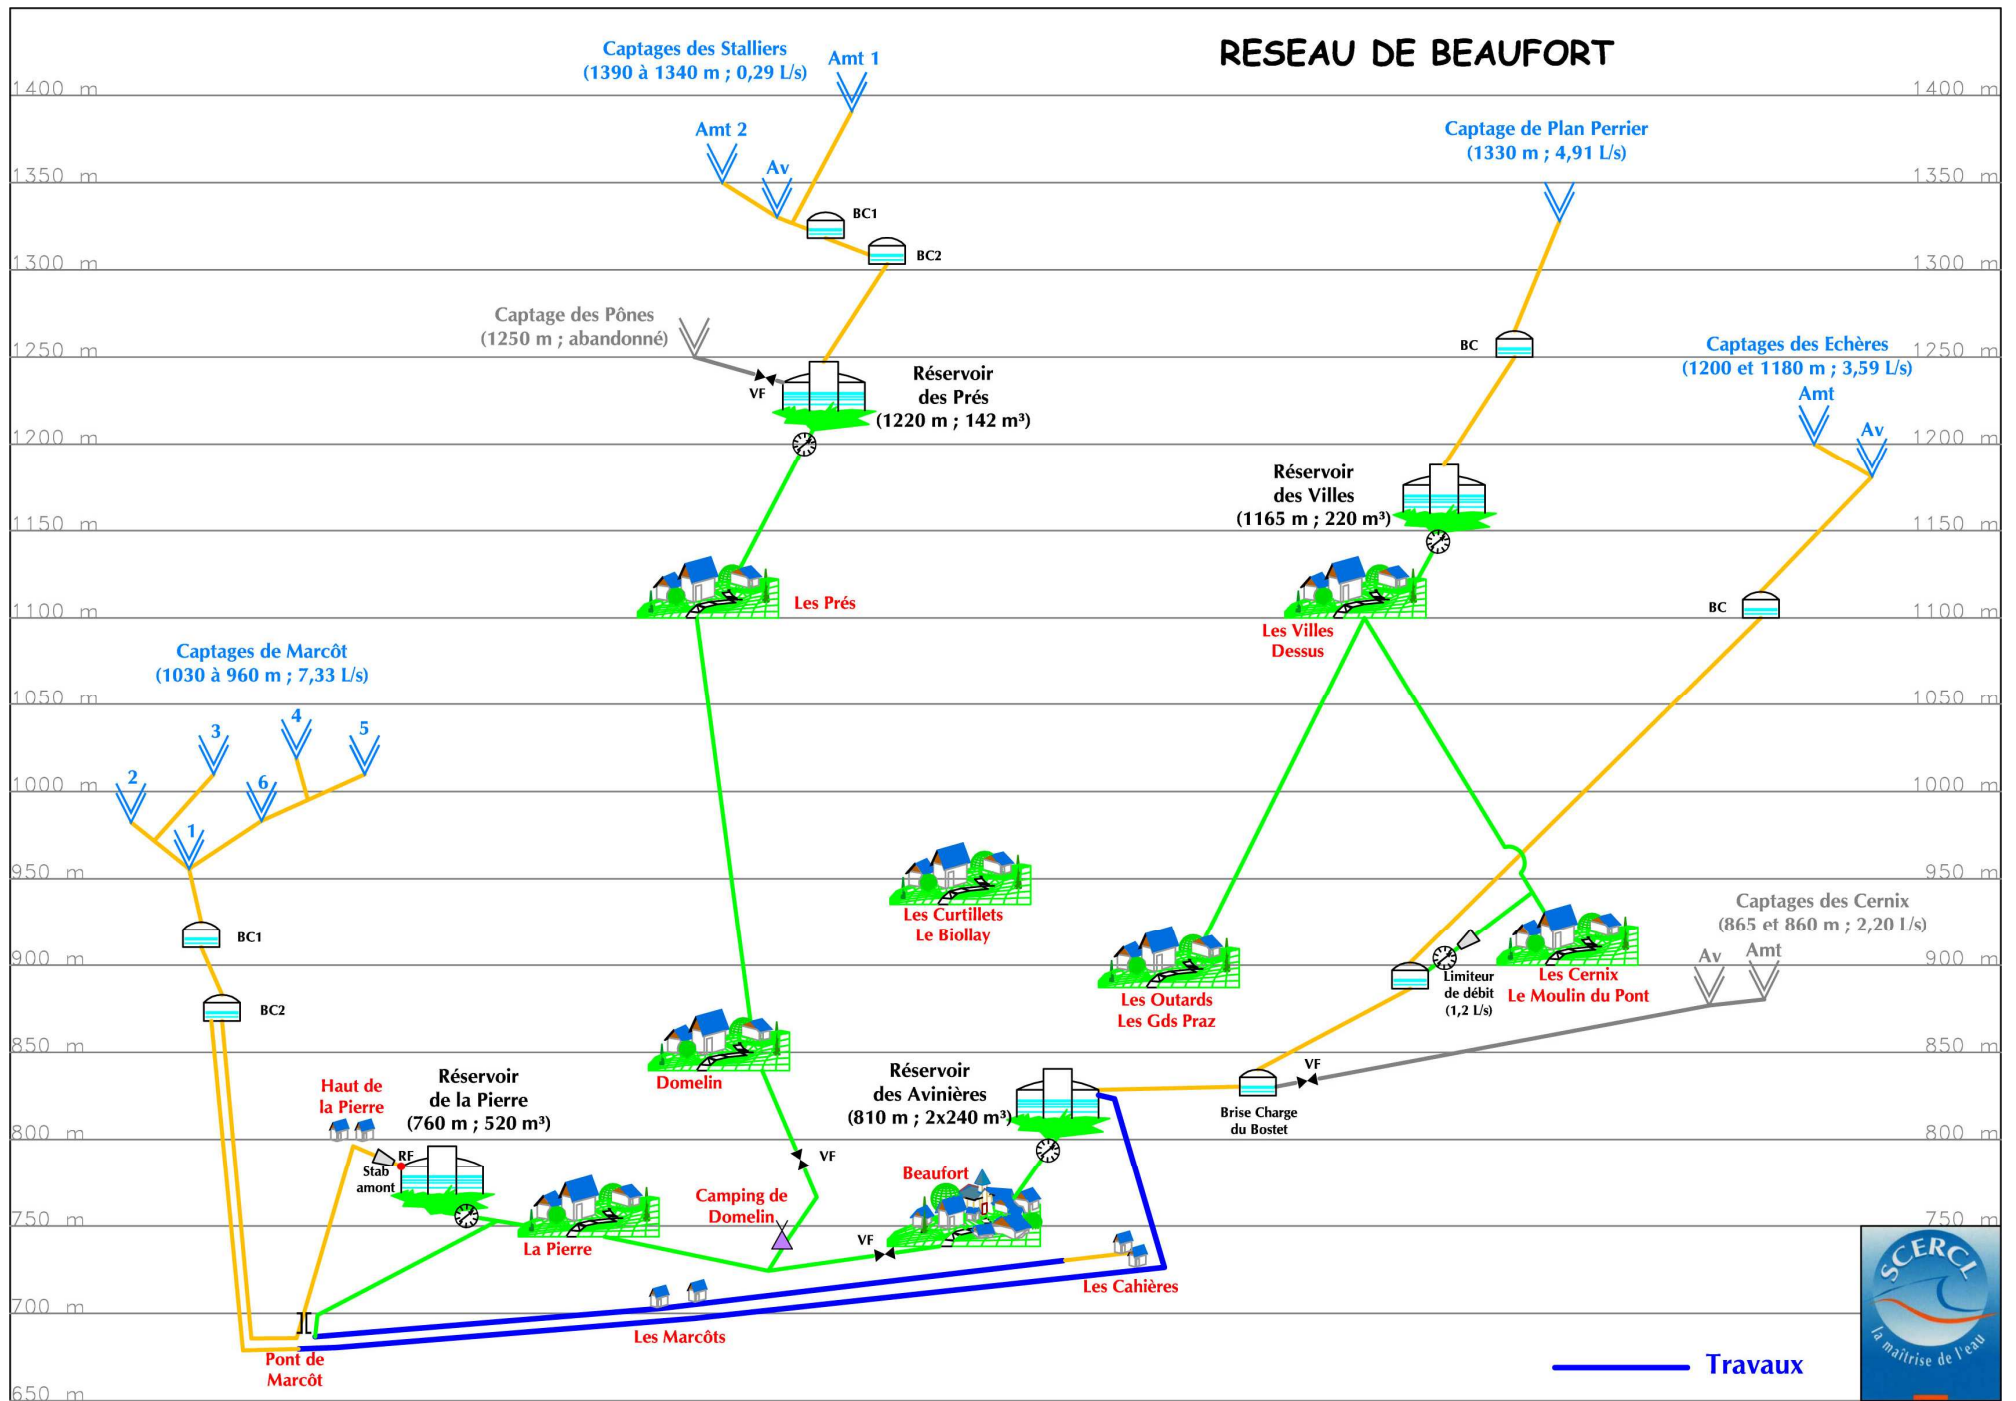 RESEAU DE BEAUFORT
Captages des Stalliers
(1390 à 1340 m ; 0,29 L/s)
Amt 1
1400 m
1400 m
Amt 2
Av
Captage de Plan Perrier
(1330 m ; 4,91 L/s)
1350 m
1350 m
BC1
BC2
1300 m
1300 m
Captage des Pônes
(1250 m ; abandonné)
VF
BC
1250 m
1250 m
Captages des Echères
(1200 et 1180 m ; 3,59 L/s)
Amt
Av
Réservoir
des Prés
(1220 m ; 142 m³)
1200 m
1200 m
Réservoir
des Villes
(1165 m ; 220 m³)
1150 m
1150 m
Les Prés
BC
1100 m
1100 m
Les Villes
Dessus
Captages de Marcôt
(1030 à 960 m ; 7,33 L/s)
1050 m
1050 m
2
3
4
5
6
1
1000 m
1000 m
950 m
950 m
Les Curtillets
Le Biollay
Captages des Cernix
(865 et 860 m ; 2,20 L/s)
Av
Amt
BC1
900 m
900 m
BC2
Les Outards
Les Gds Praz
Limiteur
de débit
(1,2 L/s)
Les Cernix
Le Moulin du Pont
850 m
850 m
Domelin
VF
Brise Charge
du Bostet
Réservoir
des Avinières
(810 m ; 2x240 m³)
Haut de
la Pierre
Réservoir
de la Pierre
(760 m ; 520 m³)
800 m
800 m
RF
Stab
amont
VF
Beaufort
Camping de
Domelin
750 m
750 m
La Pierre
VF
Les Cahières
700 m
Les Marcôts
Pont de
Marcôt
650 m
Travaux
SCERCL
la maîtrise de l'eau